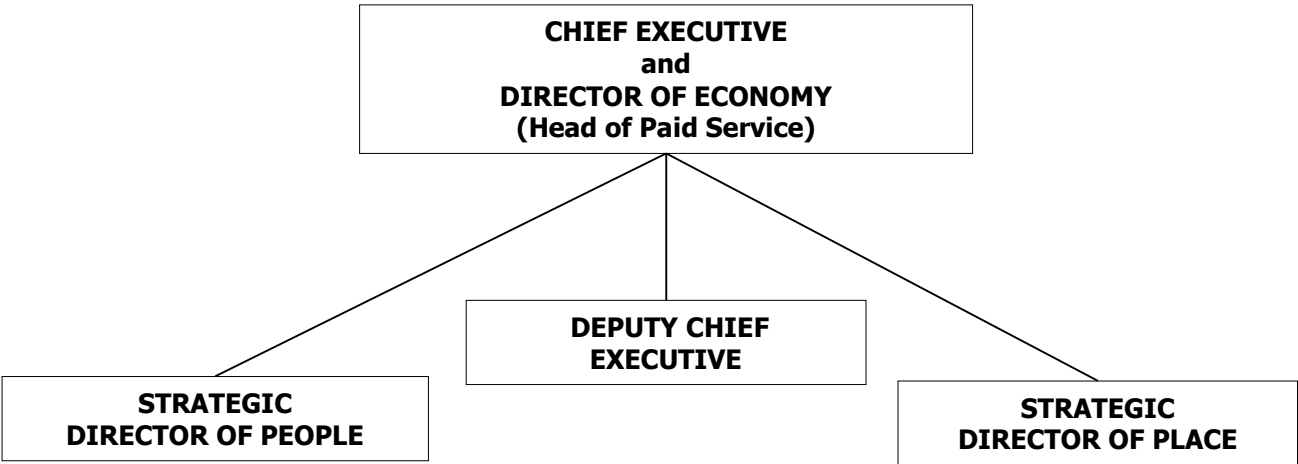 CHIEF EXECUTIVE
and
DIRECTOR OF ECONOMY
(Head of Paid Service)
DEPUTY CHIEF
EXECUTIVE
STRATEGIC
DIRECTOR OF PEOPLE
STRATEGIC
DIRECTOR OF PLACE